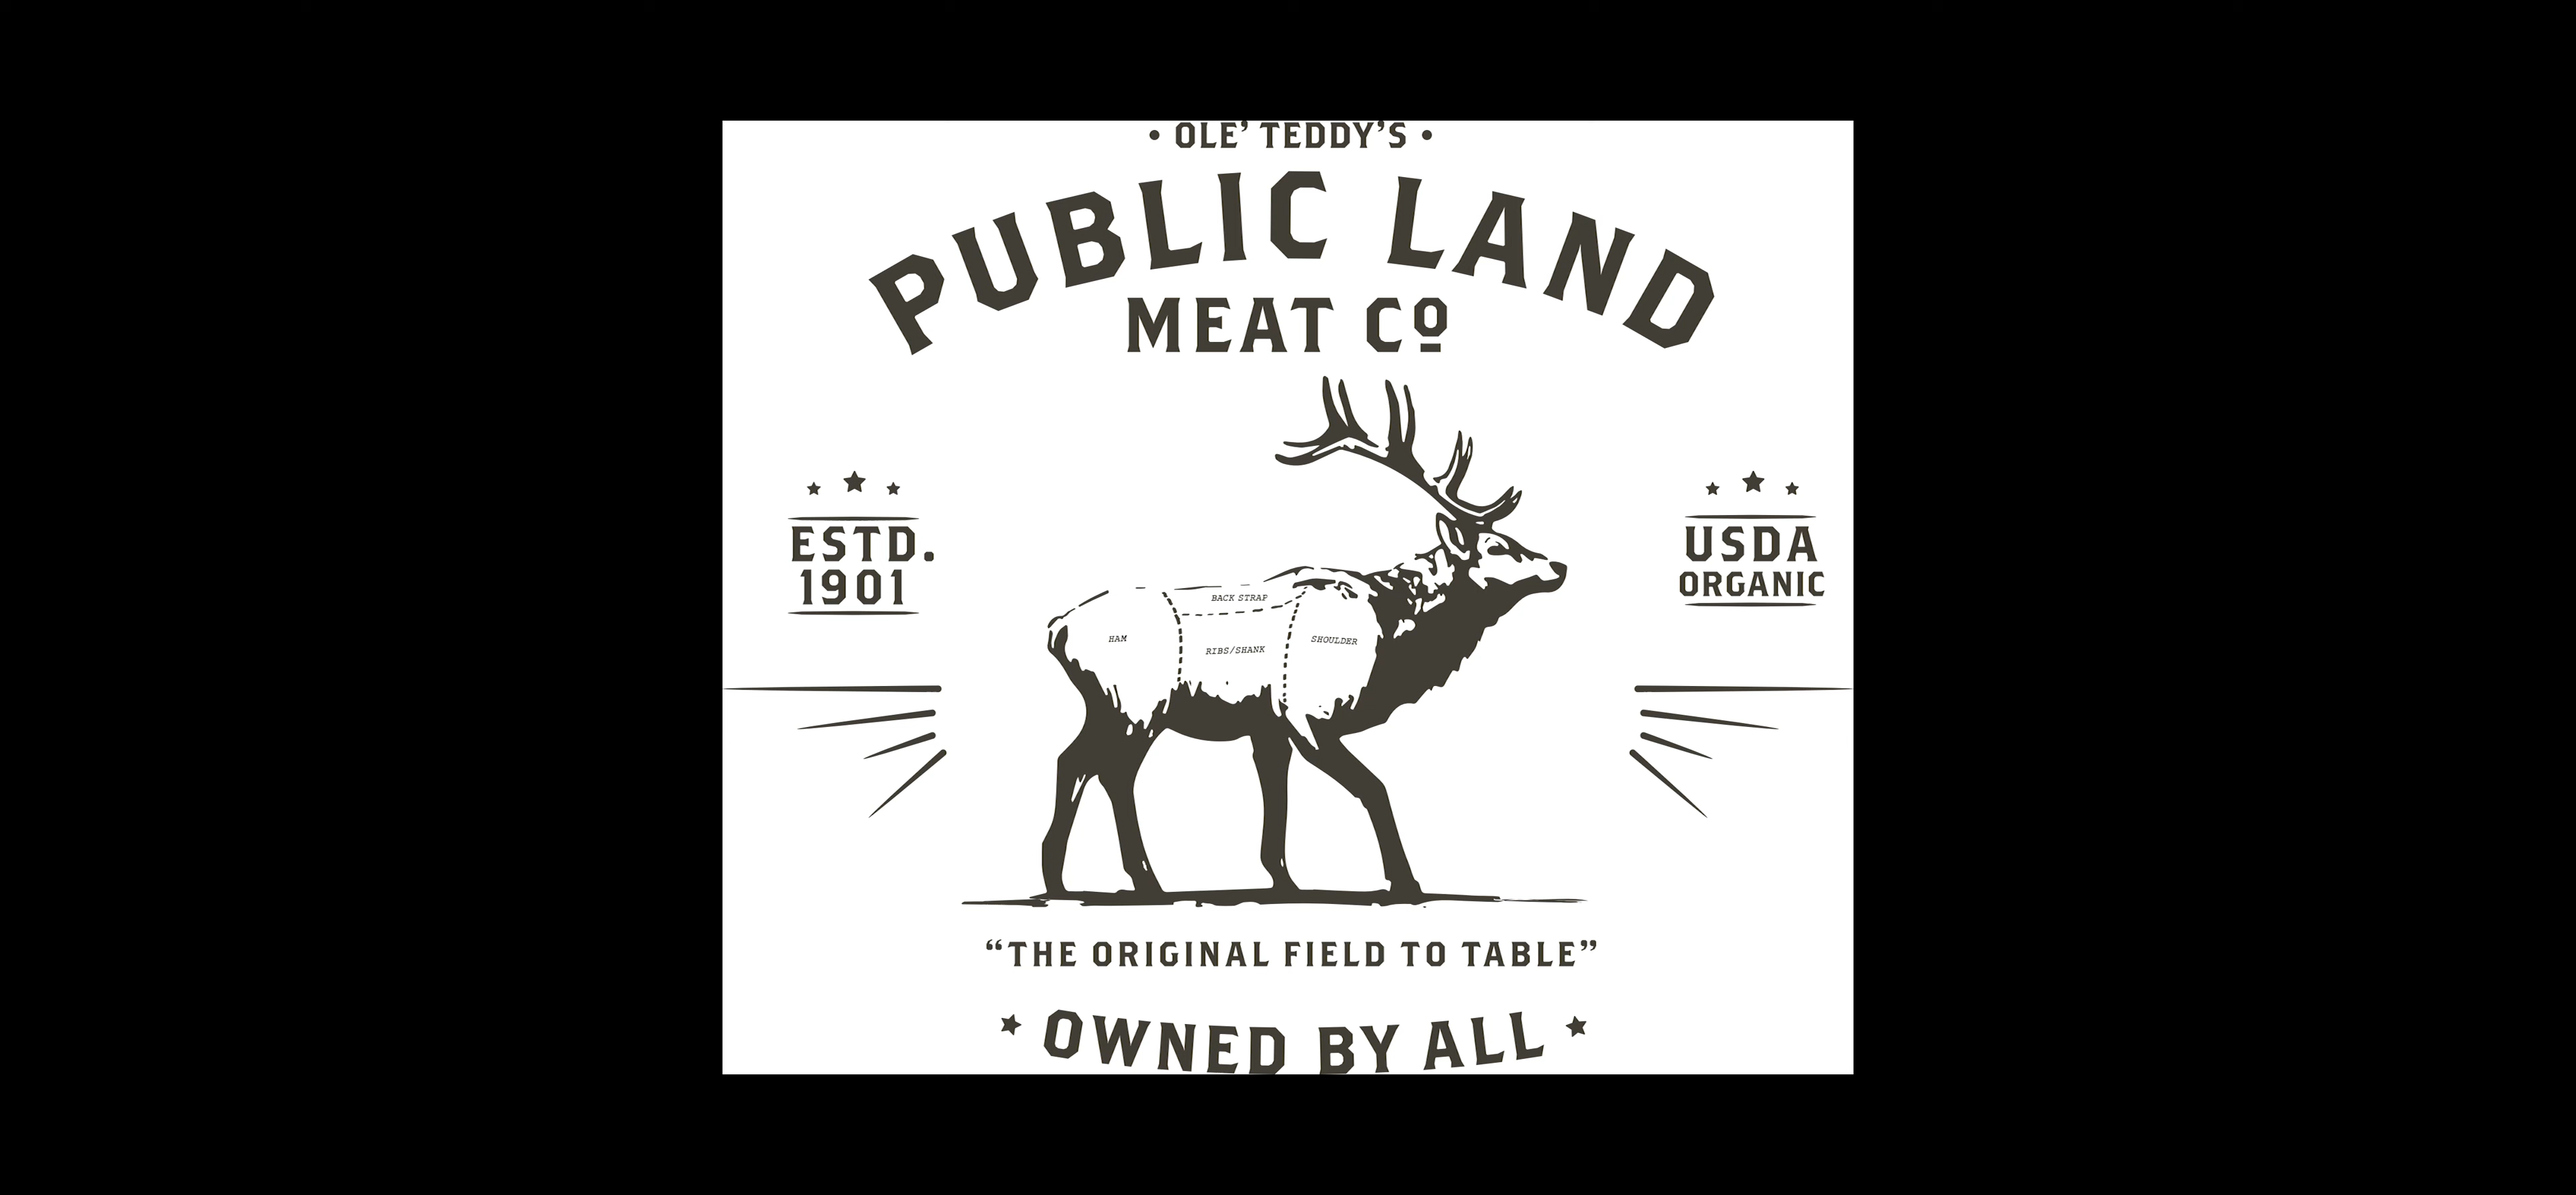 • OLE’ TEDDY’S •
PUBLIC LAND
MEAT Cº
ESTD.
1901
USDA
ORGANIC
BACK STRAP
HAM
RIBS/SHANK
SHOULDER
“THE ORIGINAL FIELD TO TABLE”
★ OWNED BY ALL ★